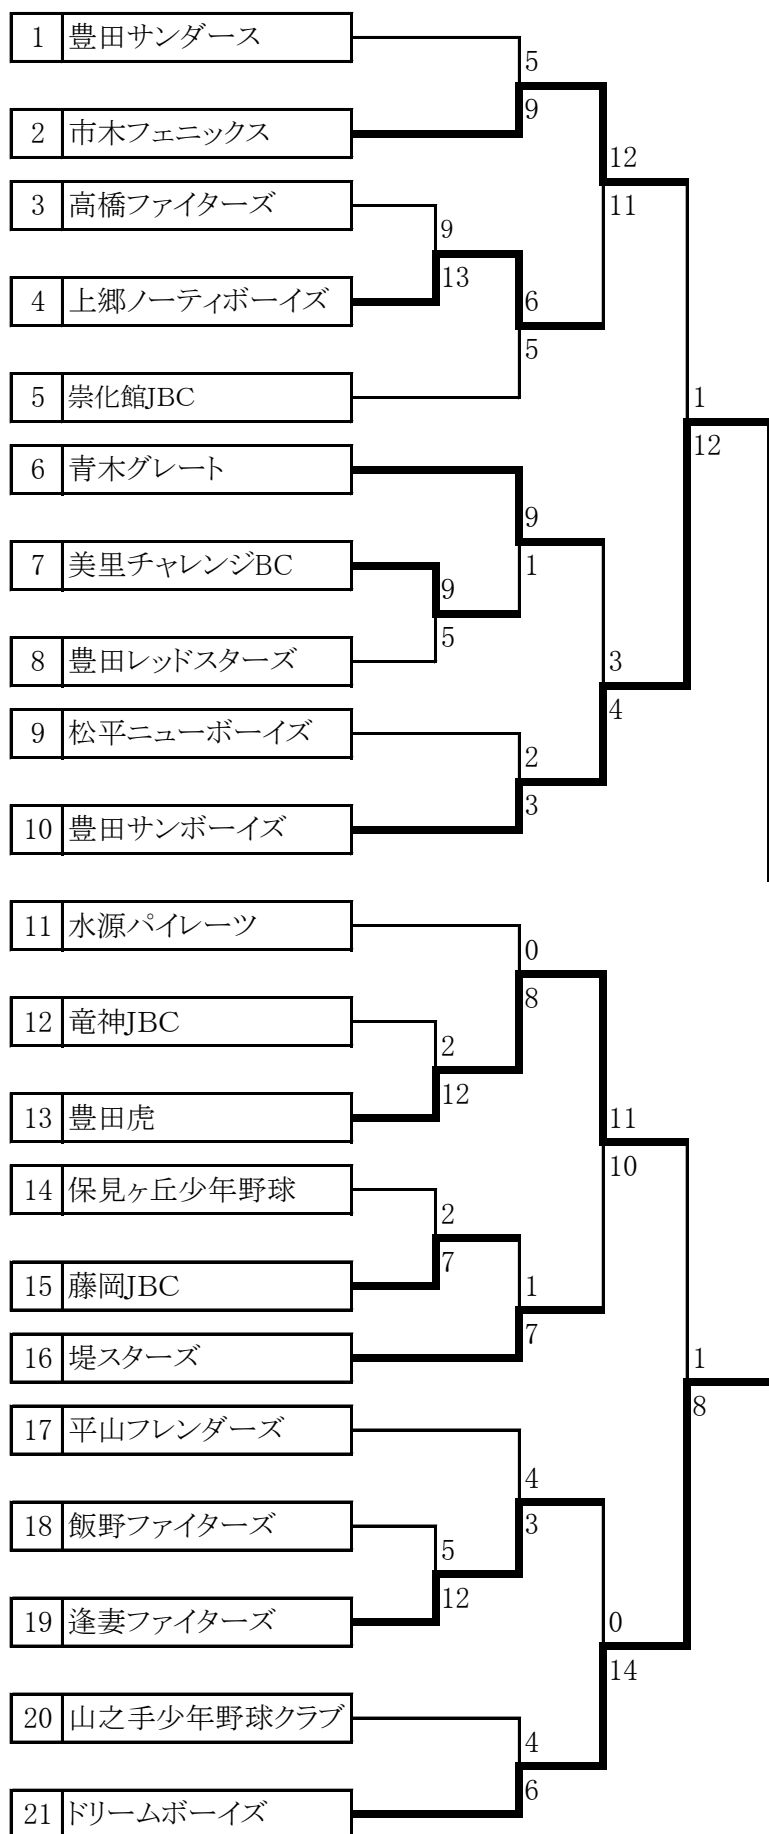 1 豊田サンダース
5
9
2 市木フェニックス
12
11
3 高橋ファイターズ
9
13
4 上郷ノーティボーイズ
6
5
5 崇化館JBC
1
12
6 青木グレート
9
1
7 美里チャレンジBC
9
5
8 豊田レッドスターズ
3
4
9 松平ニューボーイズ
2
3
10 豊田サンボーイズ
11 水源パイレーツ
0
8
12 竜神JBC
2
12
13 豊田虎
11
10
14 保見ヶ丘少年野球
2
7
15 藤岡JBC
1
7
16 堤スターズ
1
8
17 平山フレンダーズ
4
3
18 飯野ファイターズ
5
12
19 逢妻ファイターズ
0
14
20 山之手少年野球クラブ
4
6
21 ドリームボーイズ